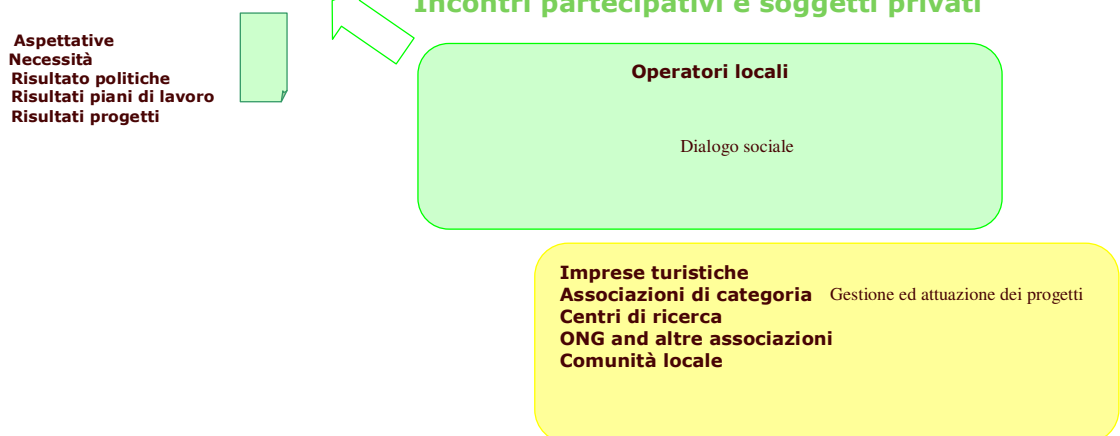 Incontri partecipativi e soggetti privati
Aspettative
Necessità
Risultato politiche
Risultati piani di lavoro
Risultati progetti
Operatori locali
Dialogo sociale
Imprese turistiche
Associazioni di categoria Gestione ed attuazione dei progetti
Centri di ricerca
ONG and altre associazioni
Comunità locale